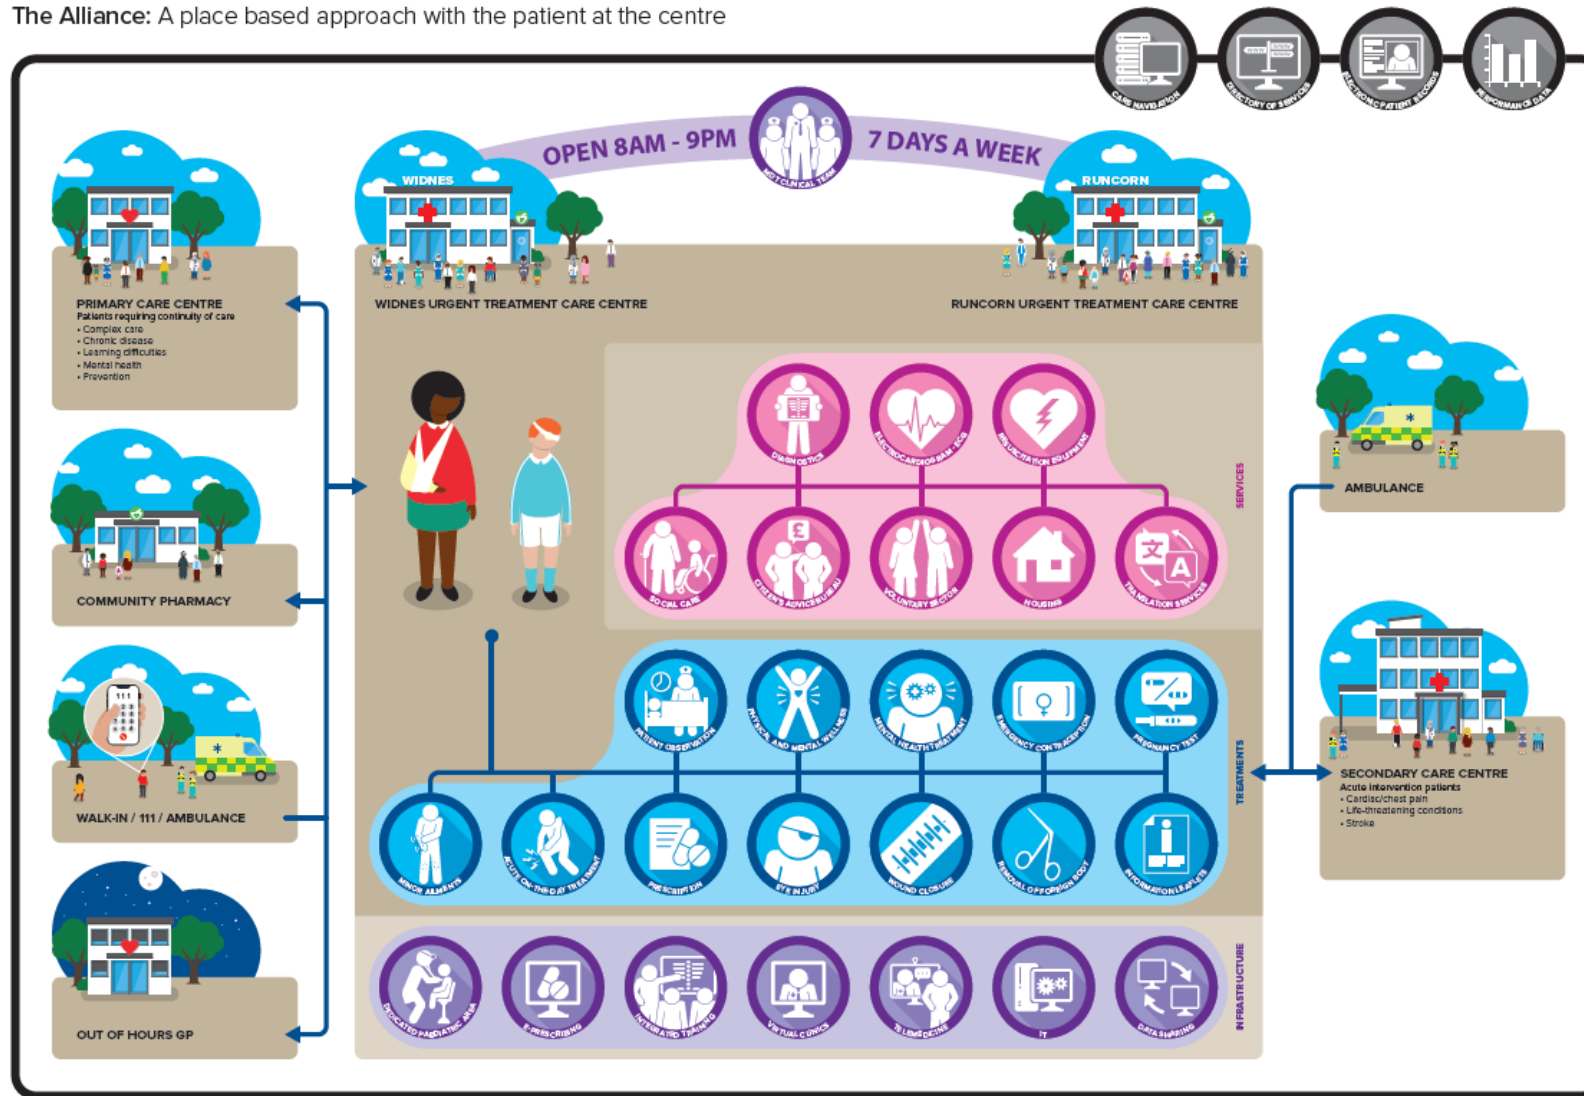 The Alliance: A place based approach with the patient at the centre
CARE NAVIGATION
DIRECTORY OF SERVICES
ELECTRONIC PATIENT RECORDS
PERFORMANCE DATA
OPEN 8AM - 9PM
MDT CLINICAL TEAM
7 DAYS A WEEK
WIDNES
RUNCORN
WIDNES URGENT TREATMENT CARE CENTRE
RUNCORN URGENT TREATMENT CARE CENTRE
PRIMARY CARE CENTRE
Patients requiring continuity of care
• Complex care
• Chronic disease
• Learning difficulties
• Mental health
• Prevention
COMMUNITY PHARMACY
111
WALK-IN / 111 / AMBULANCE
OUT OF HOURS GP
DIAGNOSTICS
ELECTROCARDIOGRAM - ECG
RESUSCITATION EQUIPMENT
SERVICES
SOCIAL CARE
£
CITIZEN'S ADVICE BUREAU
VOLUNTARY SECTOR
HOUSING
文
A
TRANSLATION SERVICES
PATIENT OBSERVATION
PHYSICAL AND MENTAL WELLNESS
MENTAL HEALTH TREATMENT
EMERGENCY CONTRACEPTION
PREGNANCY TEST
TREATMENTS
MINOR AILMENTS
ACUTE ON-THE-DAY TREATMENT
PRESCRIPTION
EYE INJURY
WOUND CLOSURE
REMOVAL OF FOREIGN BODY
INFORMATION LEAFLETS
DEDICATED PAEDIATRIC AREA
E-PRESCRIBING
INTEGRATED TRAINING
VIRTUAL CLINICS
TELEMEDICINE
IT
DATA SHARING
INFRASTRUCTURE
AMBULANCE
SECONDARY CARE CENTRE
Acute intervention patients
• Cardiac/chest pain
• Life-threatening conditions
• Stroke